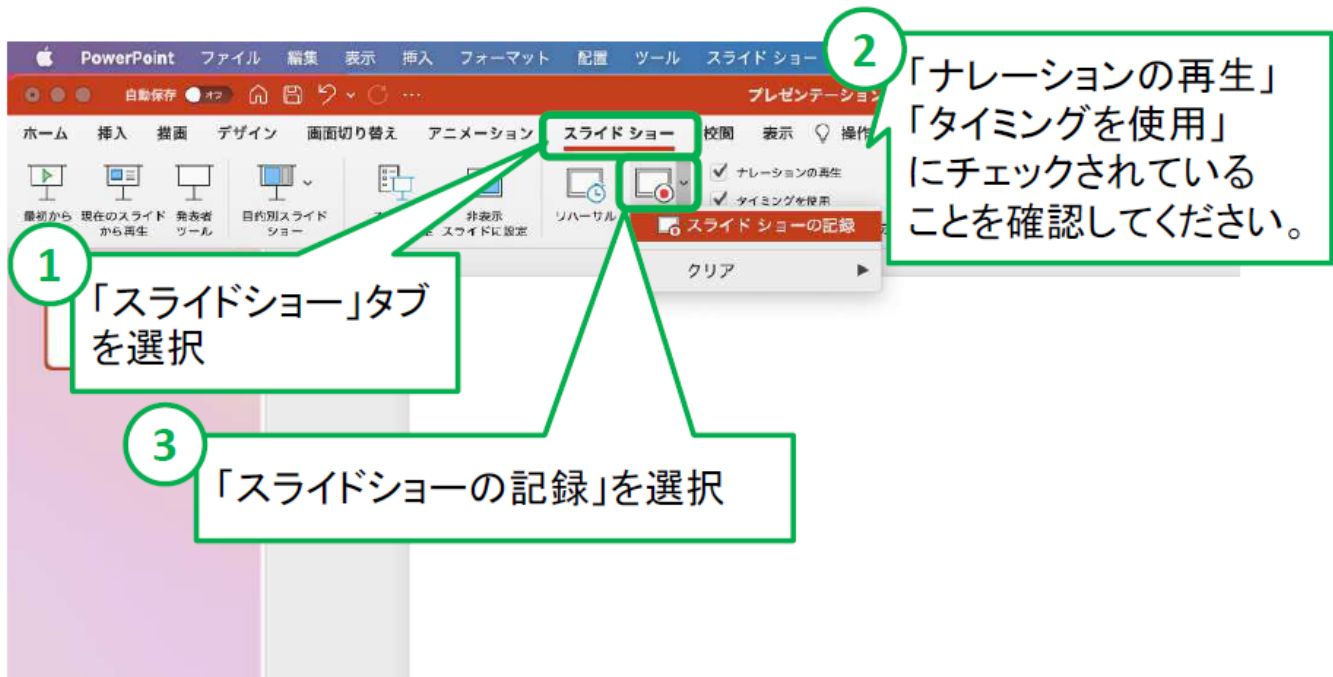 PowerPoint ファイル 編集 表示 挿入 フォーマット 配置 ツール スライド ショー
自動保存 オフ プレゼンテーション
ホーム 挿入 描画 デザイン 画面切り替え アニメーション スライド ショー 校閲 表示 操作
最初から 現在のスライド 発表者 目的別スライド 非表示 リハーサル
から再生 ツール ショー スライドに設定
ナレーションの再生
タイミングを使用
スライド ショーの記録
クリア
1
「スライドショー」タブ
を選択
2
「ナレーションの再生」
「タイミングを使用」
にチェックされている
ことを確認してください。
3
「スライドショーの記録」を選択